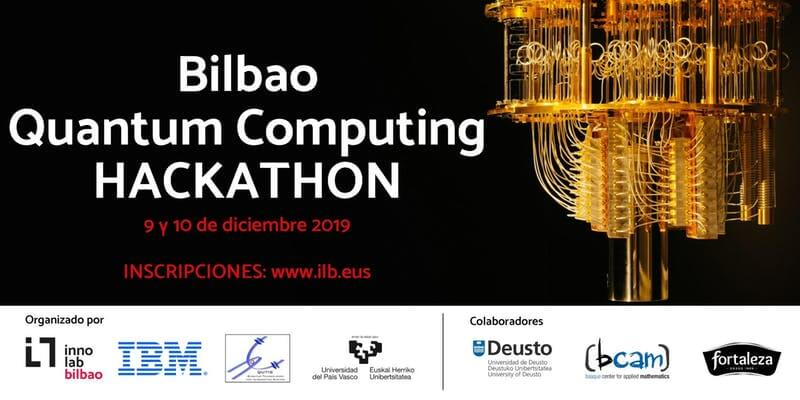 Bilbao
Quantum Computing
HACKATHON
9 y 10 de diciembre 2019
INSCRIPCIONES: www.ilb.eus
Organizado por
inno
lab
bilbao
IBM
QUTIS
Universidad
del País Vasco
Euskal Herriko
Unibertsitatea
Colaboradores
Deusto
Universidad de Deusto
Deustuko Unibertsitatea
University of Deusto
(bcam)
basque center for applied mathematics
fortaleza